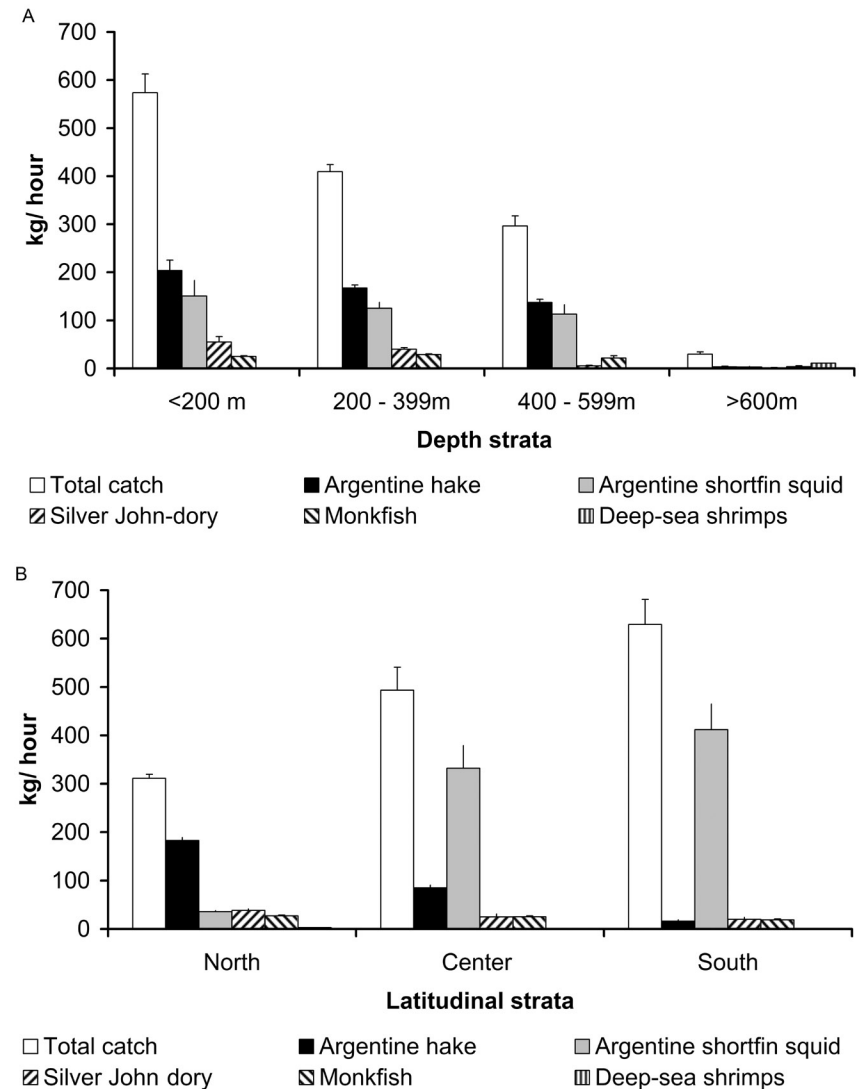 A
700
600
500
400
300
200
100
0
kg/ hour
<200 m 200 - 399m 400 - 599m >600m
Depth strata
Total catch Argentine hake Argentine shortfin squid
Silver John-dory Monkfish Deep-sea shrimps
B
700
600
500
400
300
200
100
0
kg/ hour
North Center South
Latitudinal strata
Total catch Argentine hake Argentine shortfin squid
Silver John dory Monkfish Deep-sea shrimps